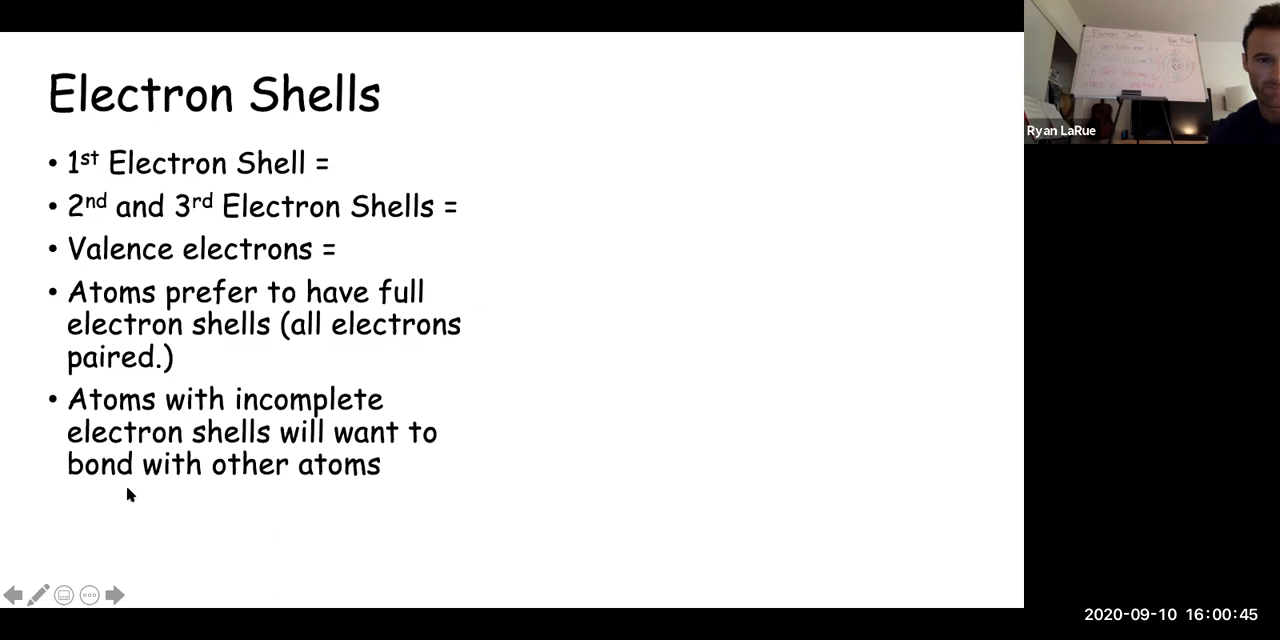 Electron Shells
• 1st Electron Shell =
• 2nd and 3rd Electron Shells =
• Valence electrons =
• Atoms prefer to have full
electron shells (all electrons
paired.)
• Atoms with incomplete
electron shells will want to
bond with other atoms
Electron Shells
Ryan LaRue
2020-09-10 16:00:45